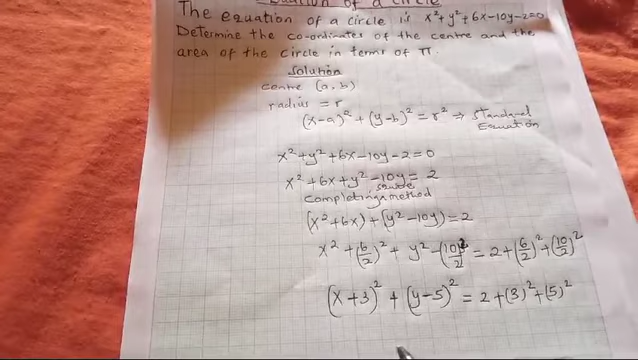 Equation of a circle
The equation of a circle is x²+y²+6x-10y-2=0
Determine the co-ordinates of the centre and the
area of the circle in terms of π.
Solution
centre (a, b)
radius = r
(x-a)² + (y-b)² = r² ⇒ standard
Equation
x²+y²+6x-10y-2=0
x²+6x+y²-10y= 2
completing square method
(x²+6x)+(y²-10y)=2
x²+(6/2)²+ y²-(10/2)² = 2+(6/2)²+(10/2)²
(x+3)² + (y-5)² = 2+(3)²+(5)²